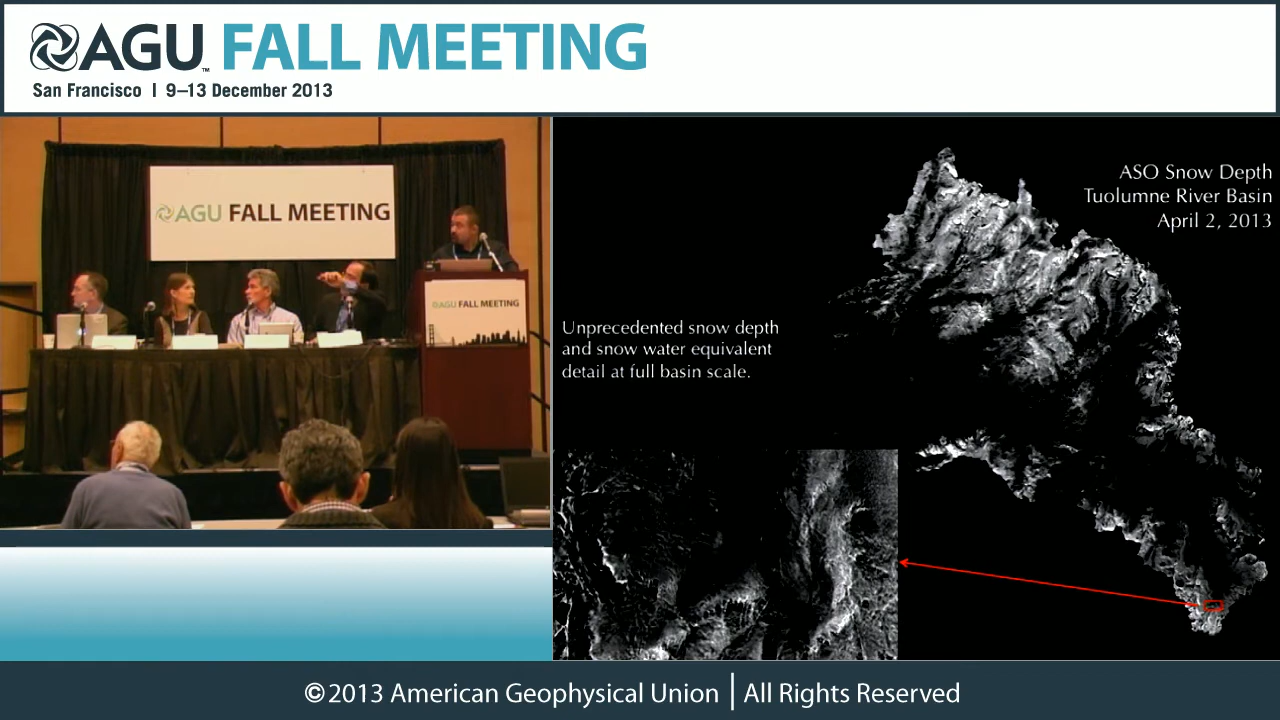 AGU™ FALL MEETING
San Francisco | 9–13 December 2013
AGU FALL MEETING
AGU FALL MEETING
ASO Snow Depth
Tuolumne River Basin
April 2, 2013
Unprecedented snow depth
and snow water equivalent
detail at full basin scale.
©2013 American Geophysical Union | All Rights Reserved